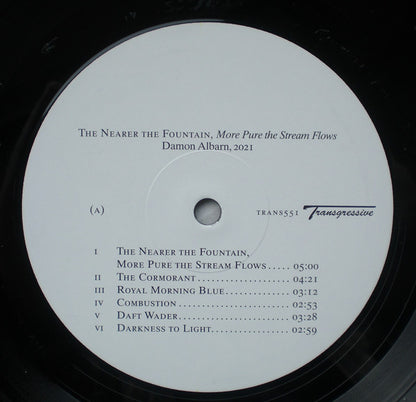 The Nearer the Fountain, More Pure the Stream Flows
Damon Albarn, 2021
(A)
TRANS551 Transgressive
I The Nearer the Fountain,
More Pure the Stream Flows..... 05:00
II The Cormorant................ 04:21
III Royal Morning Blue............. 03:12
IV Combustion..................... 02:53
V Daft Wader..................... 03:28
VI Darkness to Light.............. 02:59